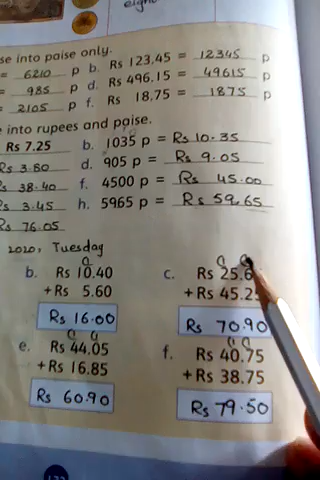 eight
se into paise only.
= 6210 p b. Rs 123.45 = 12345 p
= 985 p d. Rs 496.15 = 49615 p
= 2105 p f. Rs 18.75 = 1875 p
into rupees and paise.
Rs 7.25 b. 1035 p = Rs 10.35
Rs 3.80 d. 905 p = Rs 9.05
Rs 38.40 f. 4500 p = Rs 45.00
Rs 3.45 h. 5965 p = Rs 59.65
Rs 76.05
2020, Tuesday
b. Rs 10.40 c. Rs 25.6
+Rs 5.60 +Rs 45.2
Rs 16.00 Rs 70.90
e. Rs 44.05 f. Rs 40.75
+Rs 16.85 +Rs 38.75
Rs 60.90 Rs 79.50